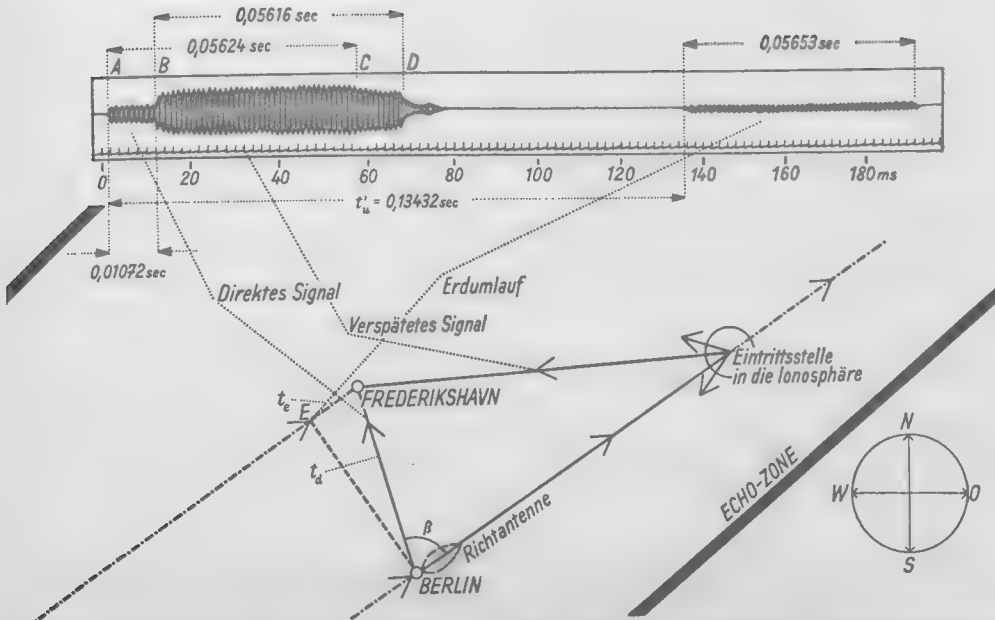 0,05616 sec
0,05624 sec
0,05653 sec
A B C D
0 20 40 60 80 100 120 140 160 180 ms
t'u = 0,13432 sec
0,01072 sec
Direktes Signal
Erdumlauf
Verspätetes Signal
Eintrittsstelle
in die Ionosphäre
te
FREDERIKSHAVN
E
td
β
Richtantenne
BERLIN
ECHO-ZONE
N
W O
S